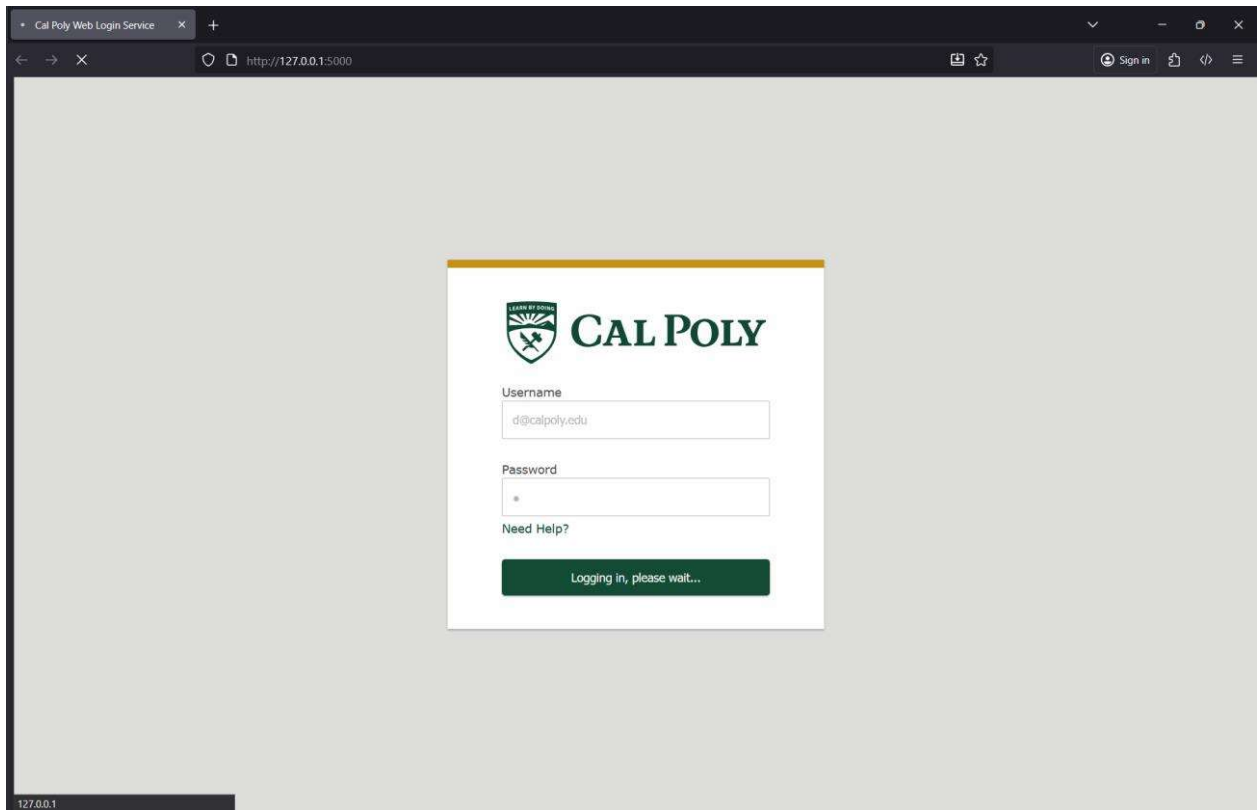 Cal Poly Web Login Service
http://127.0.0.1:5000
Sign in
LEARN BY DOING
CAL POLY
Username
d@calpoly.edu
Password
Need Help?
Logging in, please wait...
127.0.0.1